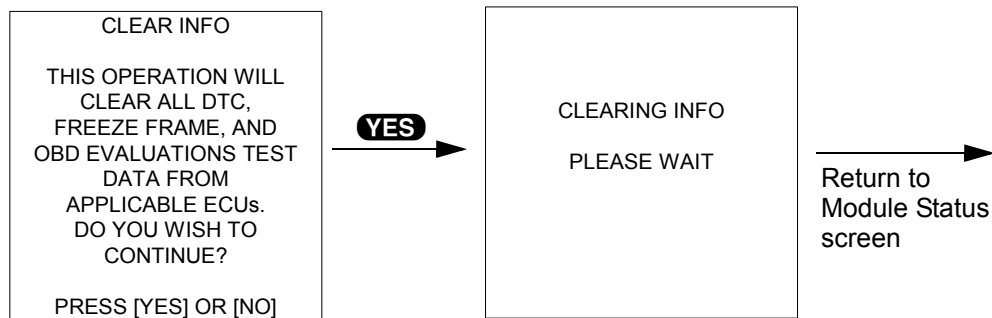 CLEAR INFO
THIS OPERATION WILL
CLEAR ALL DTC,
FREEZE FRAME, AND
OBD EVALUATIONS TEST
DATA FROM
APPLICABLE ECUs.
DO YOU WISH TO
CONTINUE?
PRESS [YES] OR [NO]
YES
CLEARING INFO
PLEASE WAIT
Return to
Module Status
screen